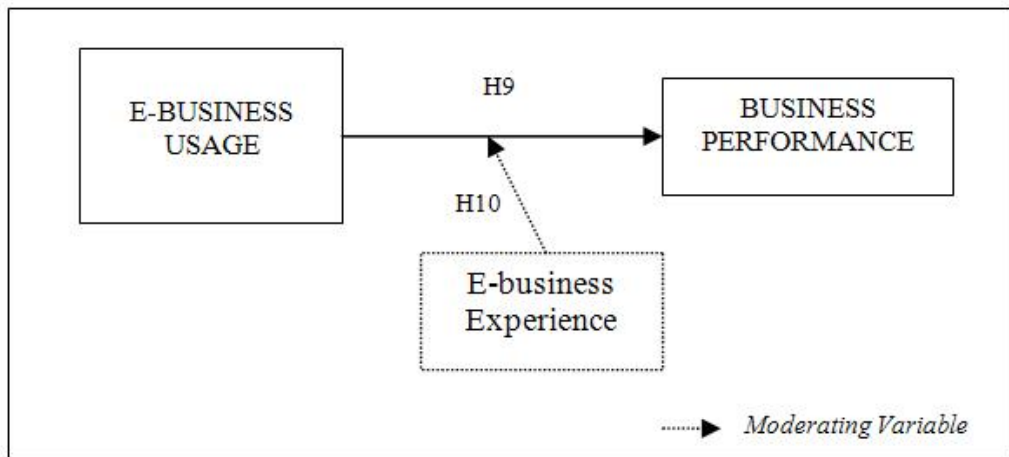 E-BUSINESS
USAGE
H9
BUSINESS
PERFORMANCE
H10
E-business
Experience
Moderating Variable